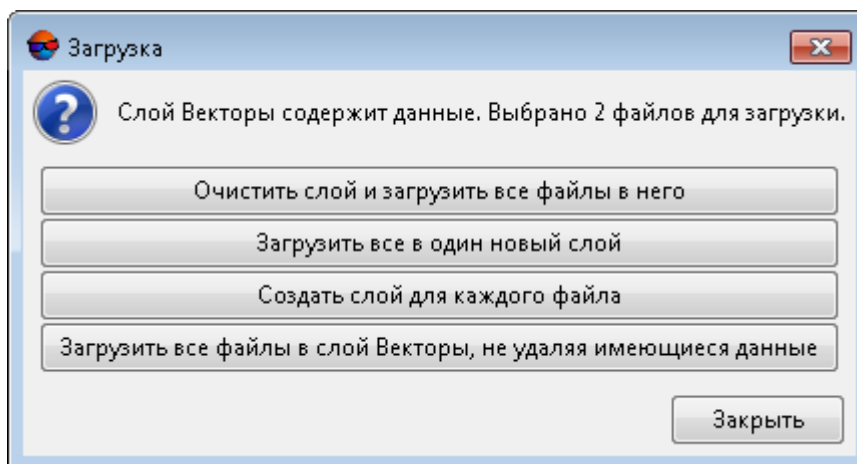 Загрузка
Слой Векторы содержит данные. Выбрано 2 файлов для загрузки.
Очистить слой и загрузить все файлы в него
Загрузить все в один новый слой
Создать слой для каждого файла
Загрузить все файлы в слой Векторы, не удаляя имеющиеся данные
Закрыть